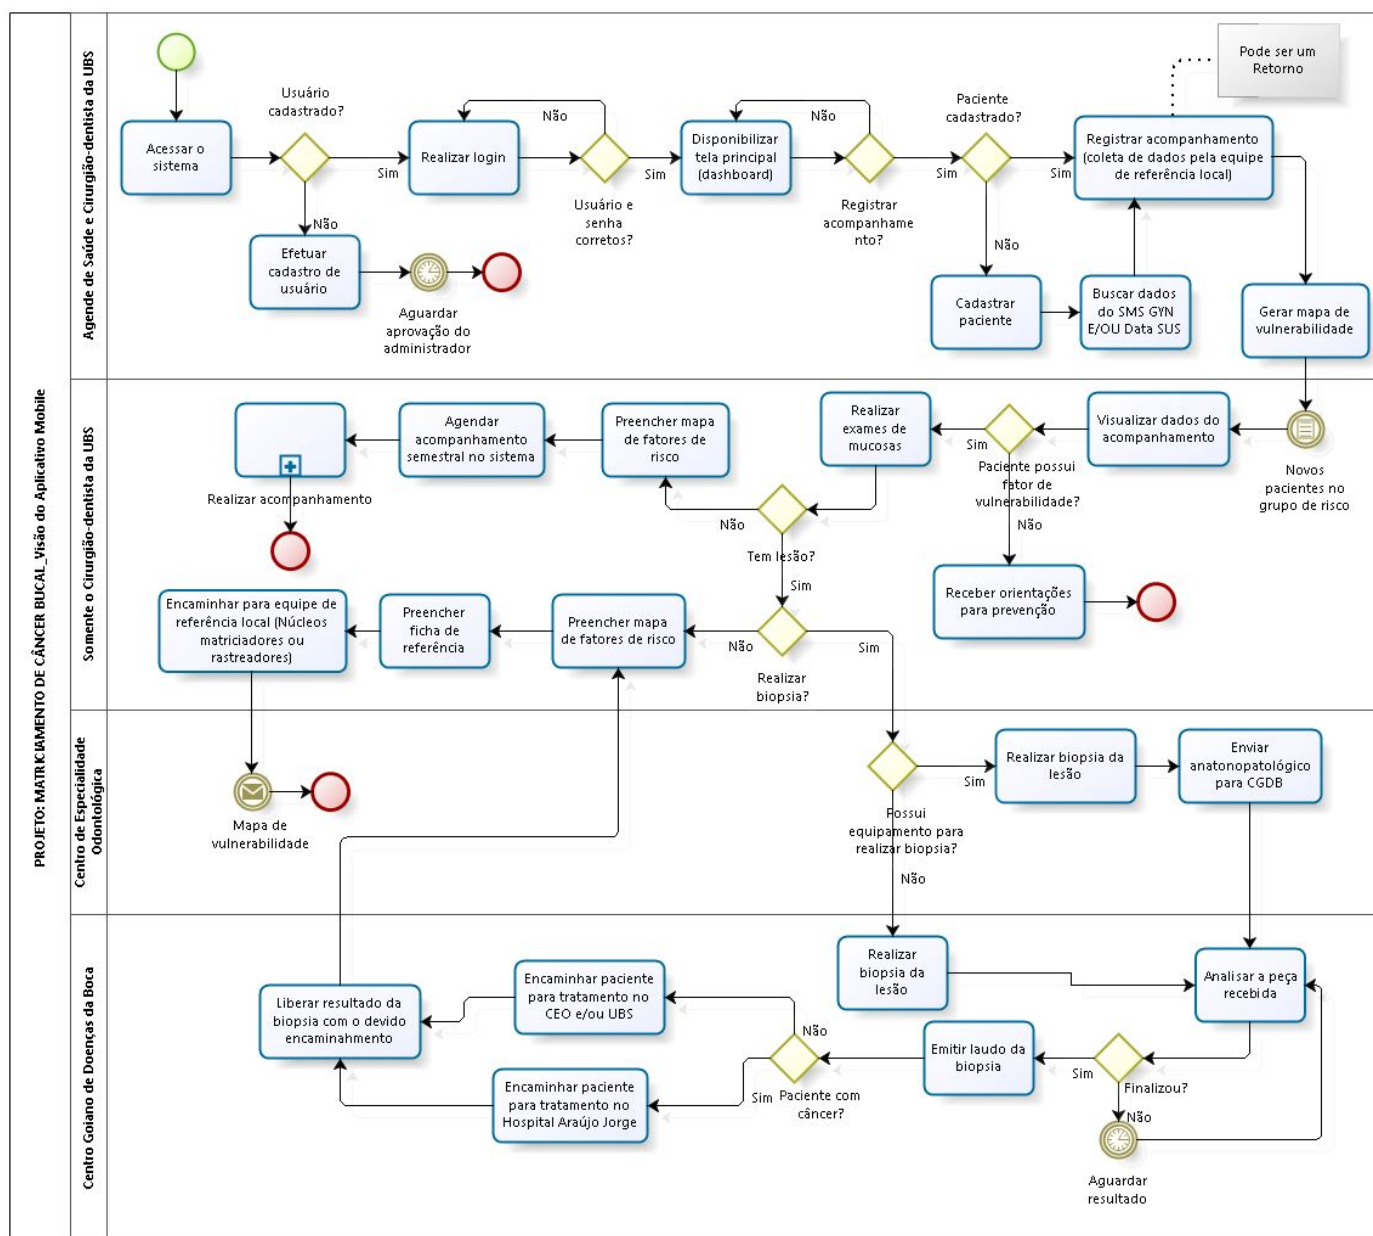 PROJETO: MATRICIAMENTO DE CÂNCER BUCAL_Visão do Aplicativo Mobile
Agende de Saúde e Cirurgião-dentista da UBS
Pode ser um
Retorno
Usuário
cadastrado?
Paciente
cadastrado?
Acessar o
sistema
Sim
Realizar login
Não
Usuário e
senha
corretos?
Sim
Disponibilizar
tela principal
(dashboard)
Não
Registrar
acompanhame
nto?
Sim
Sim
Registrar acompanhamento
(coleta de dados pela equipe
de referência local)
Não
Efetuar
cadastro de
usuário
Aguardar
aprovação do
administrador
Não
Cadastrar
paciente
Buscar dados
do SMS GYN
E/OU Data SUS
Gerar mapa de
vulnerabilidade
Somente o Cirurgião-dentista da UBS
Novos
pacientes no
grupo de risco
Visualizar dados do
acompanhamento
Paciente possui
fator de
vulnerabilidade?
Sim
Não
Realizar
exames de
mucosas
Preencher mapa
de fatores de
risco
Agendar
acompanhamento
semestral no sistema
Realizar acompanhamento
Não
Tem lesão?
Sim
Receber orientações
para prevenção
Encaminhar para equipe de
referência local (Núcleos
matriciadores ou
rastreadores)
Preencher
ficha de
referência
Preencher mapa
de fatores de risco
Não
Sim
Realizar
biopsia?
Centro de Especialidade
Odontológica
Mapa de
vulnerabilidade
Possui
equipamento para
realizar biopsia?
Sim
Não
Realizar biopsia da
lesão
Enviar
anatonopatológico
para CGDB
Centro Goiano de Doenças da Boca
Realizar
biopsia da
lesão
Analisar a peça
recebida
Liberar resultado da
biopsia com o devido
encaminahmento
Encaminhar paciente
para tratamento no
CEO e/ou UBS
Não
Encaminhar paciente
para tratamento no
Hospital Araújo Jorge
Sim
Paciente com
câncer?
Emitir laudo da
biopsia
Sim
Finalizou?
Não
Aguardar
resultado